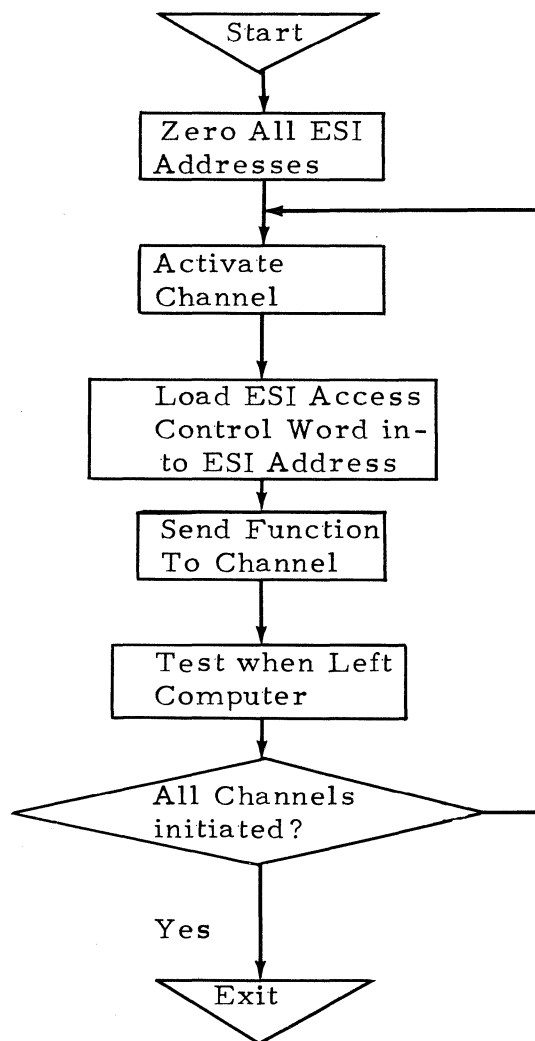 Start
Zero All ESI
Addresses
Activate
Channel
Load ESI Access
Control Word in-
to ESI Address
Send Function
To Channel
Test when Left
Computer
All Channels
initiated?
Yes
Exit